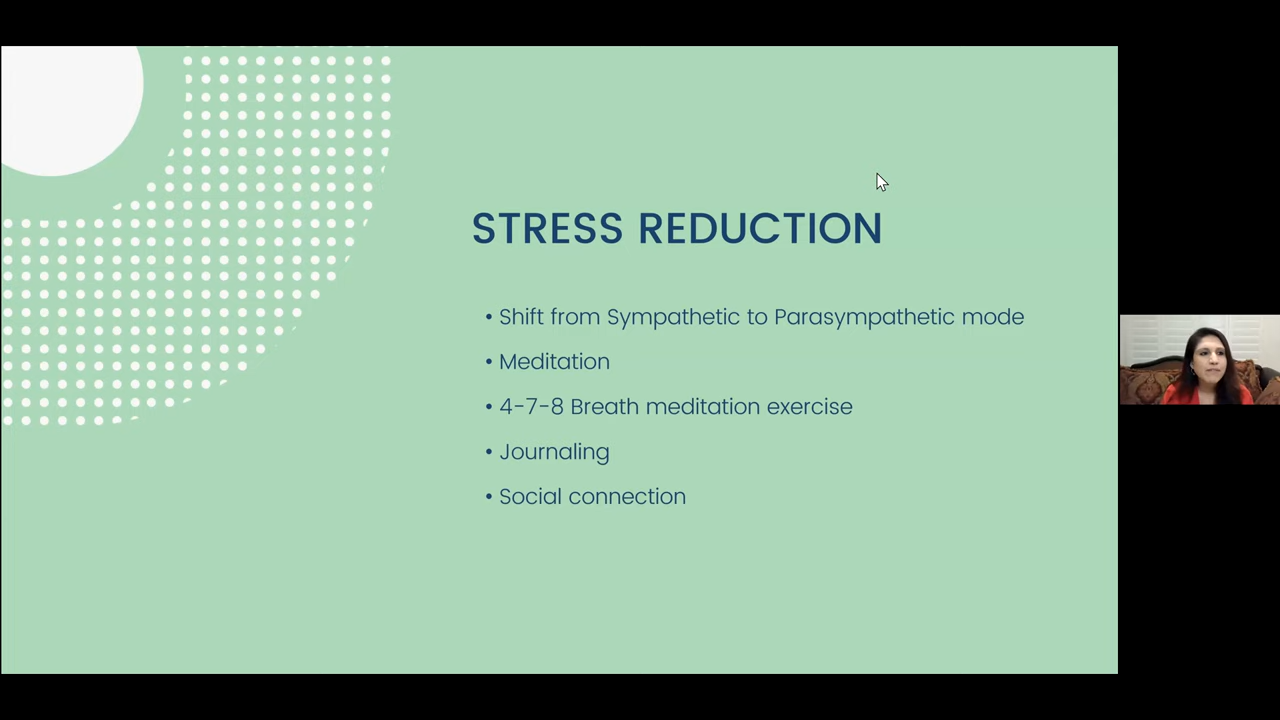 STRESS REDUCTION
• Shift from Sympathetic to Parasympathetic mode
• Meditation
• 4-7-8 Breath meditation exercise
• Journaling
• Social connection